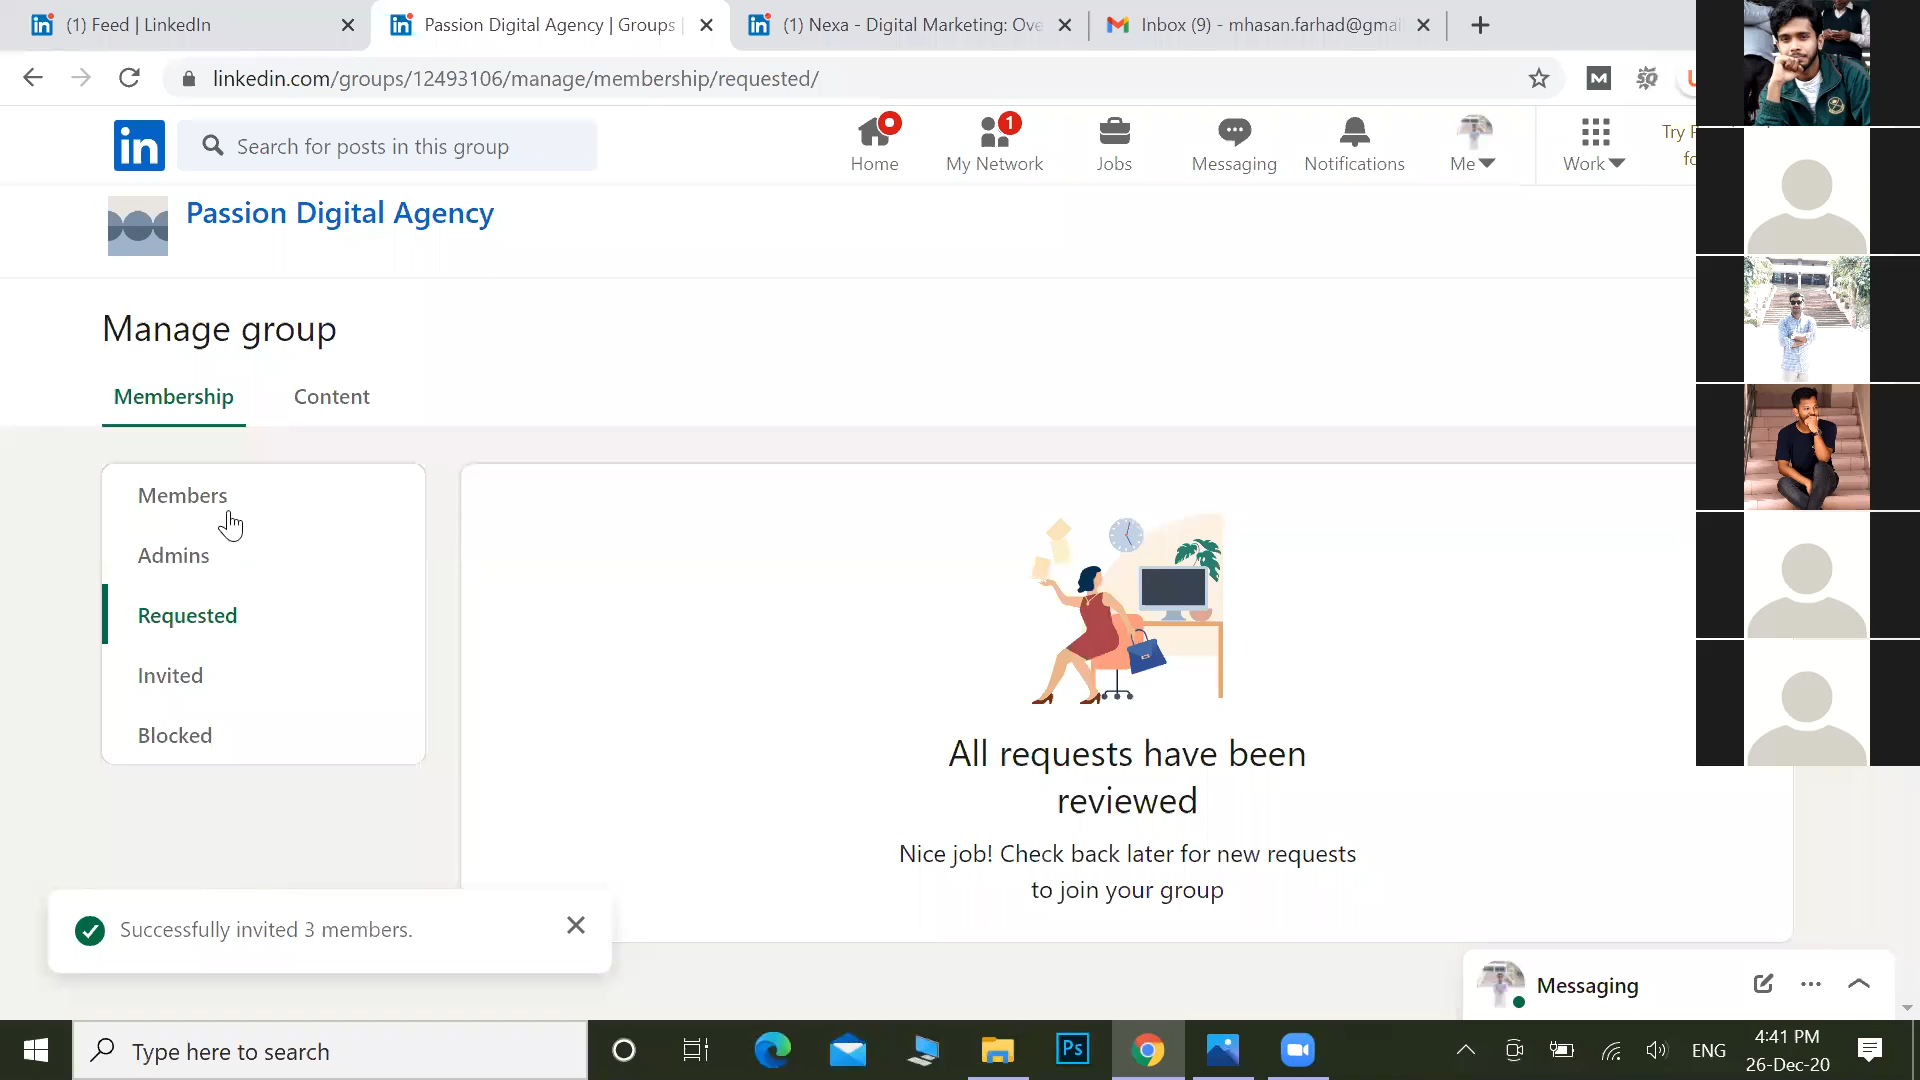 (1) Feed | LinkedIn
Passion Digital Agency | Groups |
(1) Nexa - Digital Marketing: Ove
Inbox (9) - mhasan.farhad@gmai
linkedin.com/groups/12493106/manage/membership/requested/
in
Search for posts in this group
1
Home
My Network
Jobs
Messaging
Notifications
Me
Work
Try
Passion Digital Agency
Manage group
Membership
Content
Members
Admins
Requested
Invited
Blocked
All requests have been
reviewed
Nice job! Check back later for new requests
to join your group
Successfully invited 3 members.
Messaging
Type here to search
Ps
ENG
4:41 PM
26-Dec-20